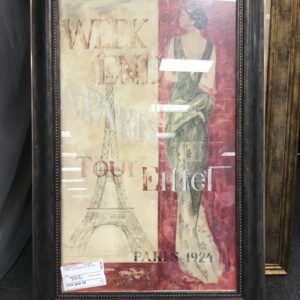 WEEK
END
A PARIS
TOUR Eiffel
PARIS 1924